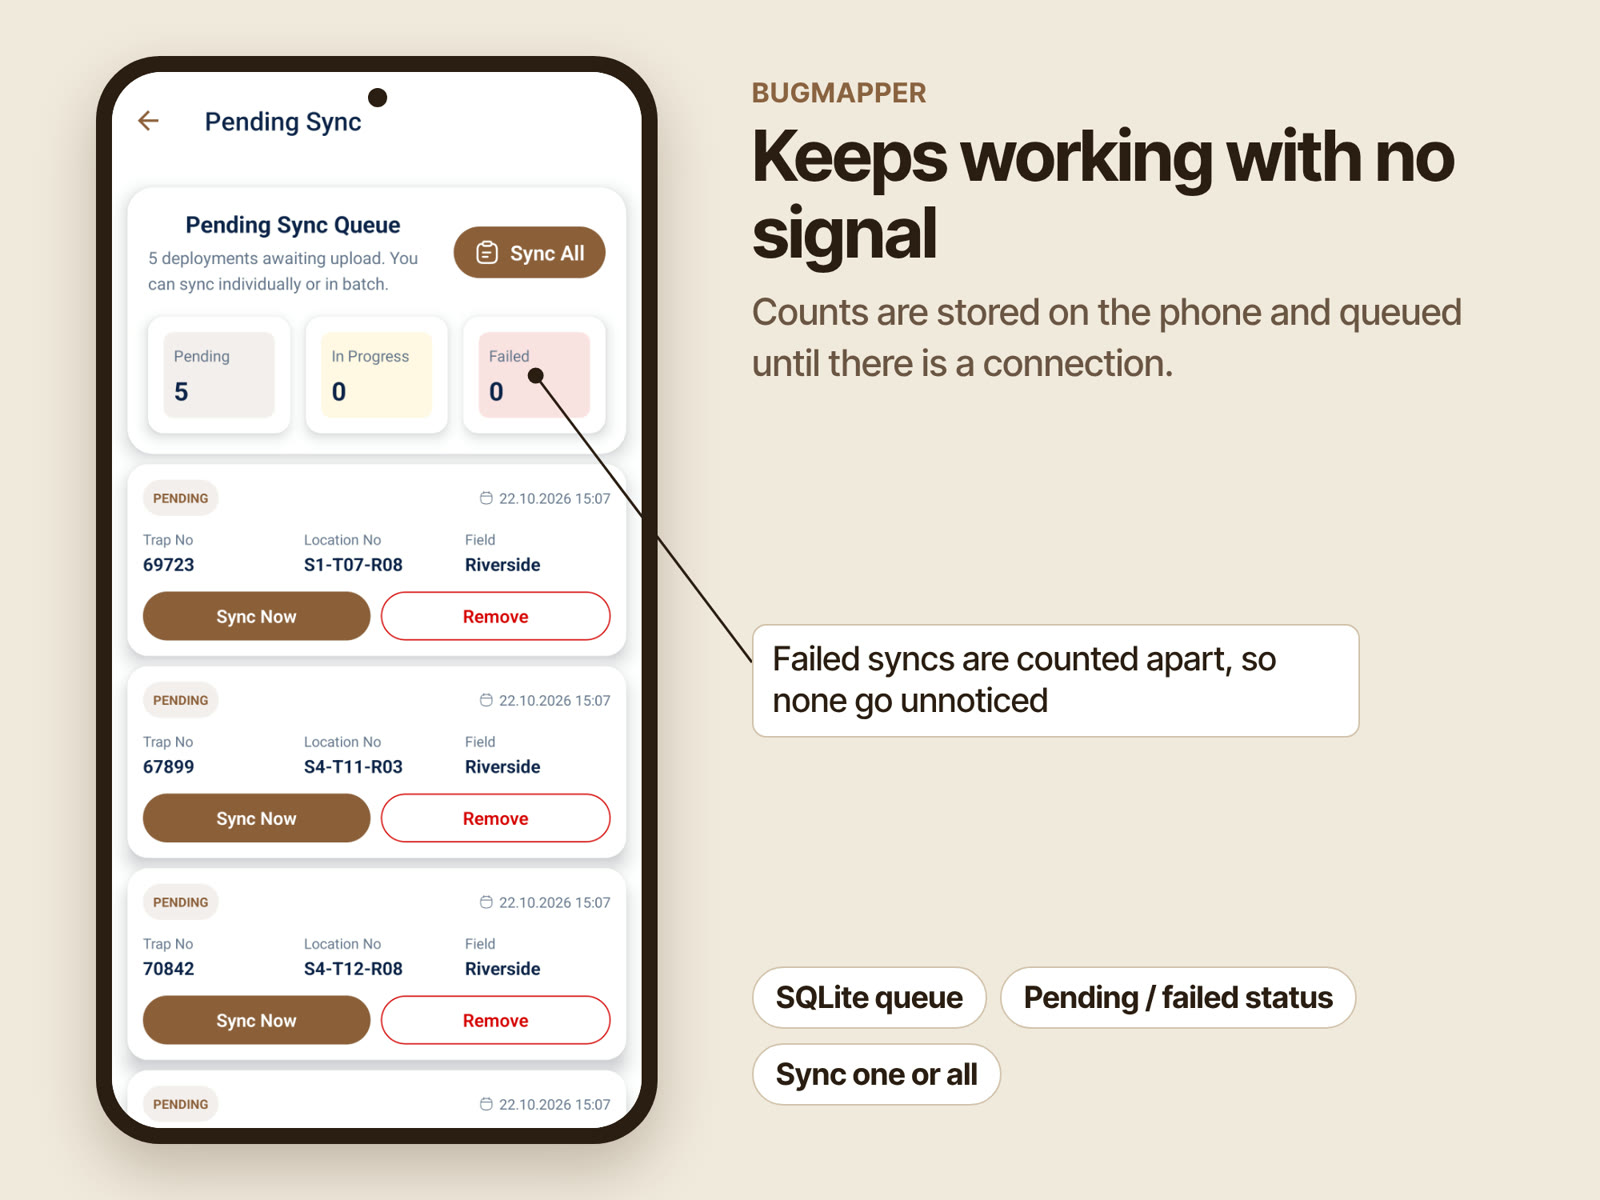 Pending Sync
Pending Sync Queue
5 deployments awaiting upload. You
can sync individually or in batch.
Sync All
Pending
5
In Progress
0
Failed
0
PENDING
22.10.2026 15:07
Trap No
Location No
Field
69723
S1-T07-R08
Riverside
Sync Now
Remove
PENDING
22.10.2026 15:07
Trap No
Location No
Field
67899
S4-T11-R03
Riverside
Sync Now
Remove
PENDING
22.10.2026 15:07
Trap No
Location No
Field
70842
S4-T12-R08
Riverside
Sync Now
Remove
PENDING
22.10.2026 15:07
BUGMAPPER
Keeps working with no
signal
Counts are stored on the phone and queued
until there is a connection.
Failed syncs are counted apart, so
none go unnoticed
SQLite queue
Pending / failed status
Sync one or all